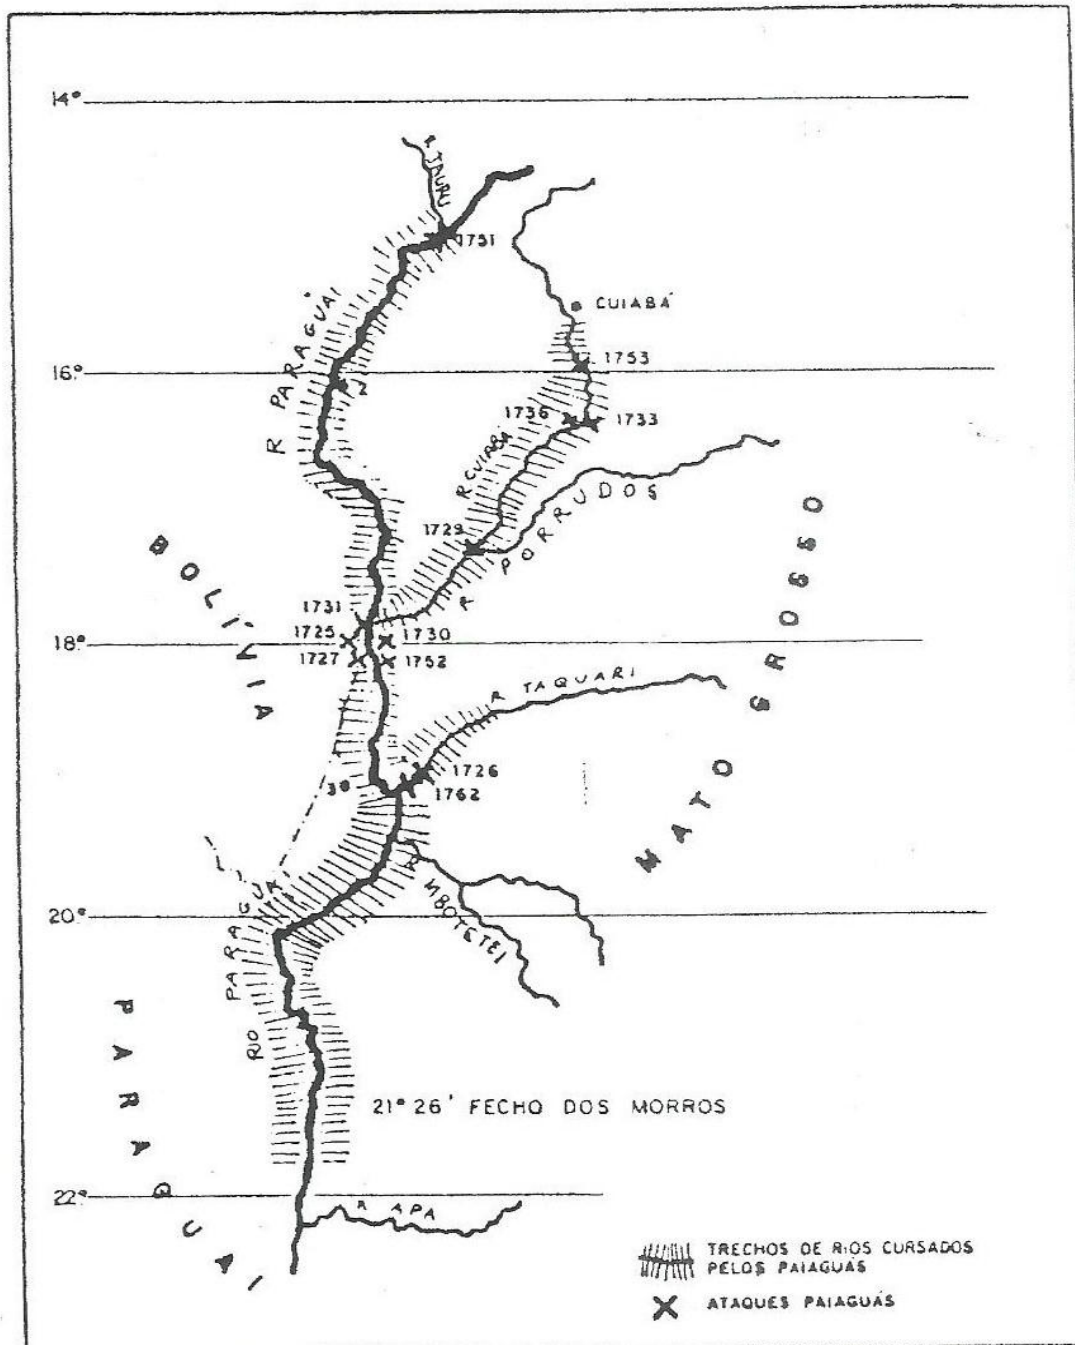 14°
R JAURU
1751
CUIABÁ
R PARAGUAI
1753
16°
2
1736
1733
R CUIABÁ
R PORRUDOS
1729
BOLÍVIA
MATO GROSSO
1731
18°
1725
1730
1727
1752
R TAQUARI
1726
3
1762
R MBOTETEI
20°
RIO PARAGUAI
PARAGUAI
21° 26' FECHO DOS MORROS
22°
R APA
TRECHOS DE RIOS CURSADOS
PELOS PAIAGUÁS
ATAQUES PAIAGUÁS